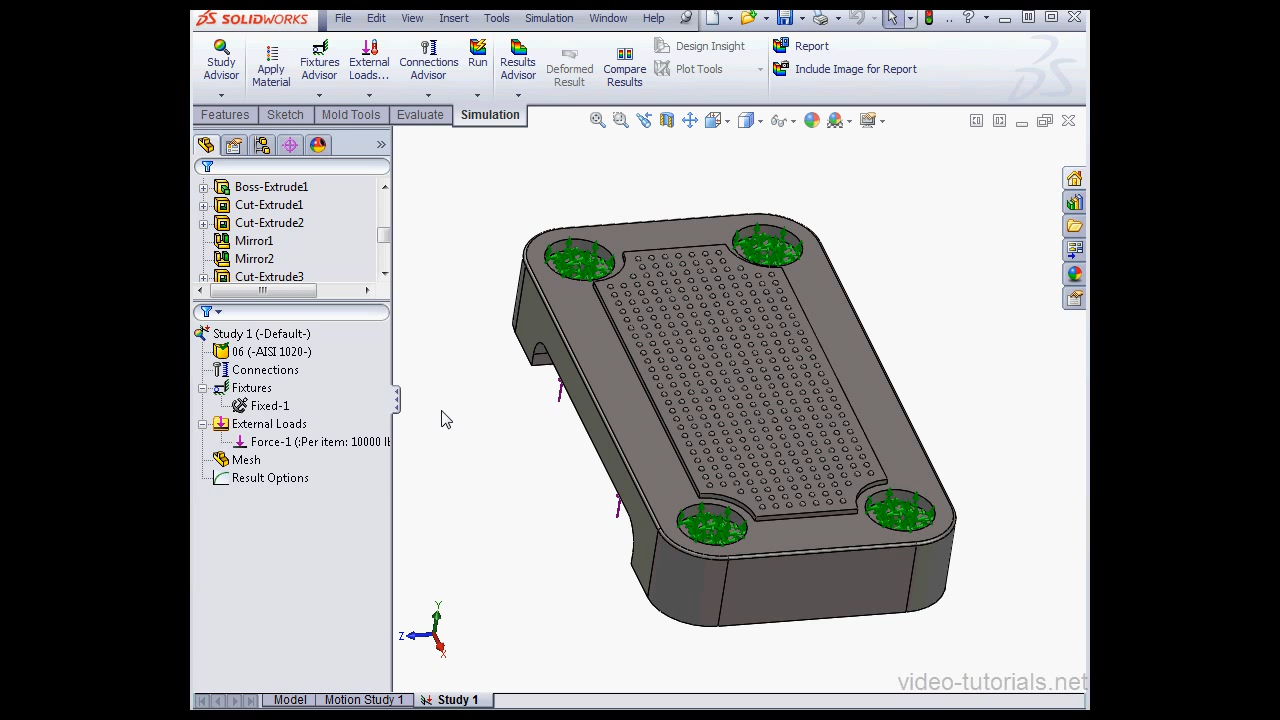 SOLIDWORKS File Edit View Insert Tools Simulation Window Help
Study Advisor
Apply Material
Fixtures Advisor
External Loads...
Connections Advisor
Run
Results Advisor
Deformed Result
Compare Results
Design Insight
Plot Tools
Report
Include Image for Report
Features Sketch Mold Tools Evaluate Simulation
Boss-Extrude1
Cut-Extrude1
Cut-Extrude2
Mirror1
Mirror2
Cut-Extrude3
Study 1 (-Default-)
06 (-AISI 1020-)
Connections
Fixtures
Fixed-1
External Loads
Force-1 (:Per item: 10000 lb
Mesh
Result Options
Y
Z
X
video-tutorials.net
Model Motion Study 1 Study 1